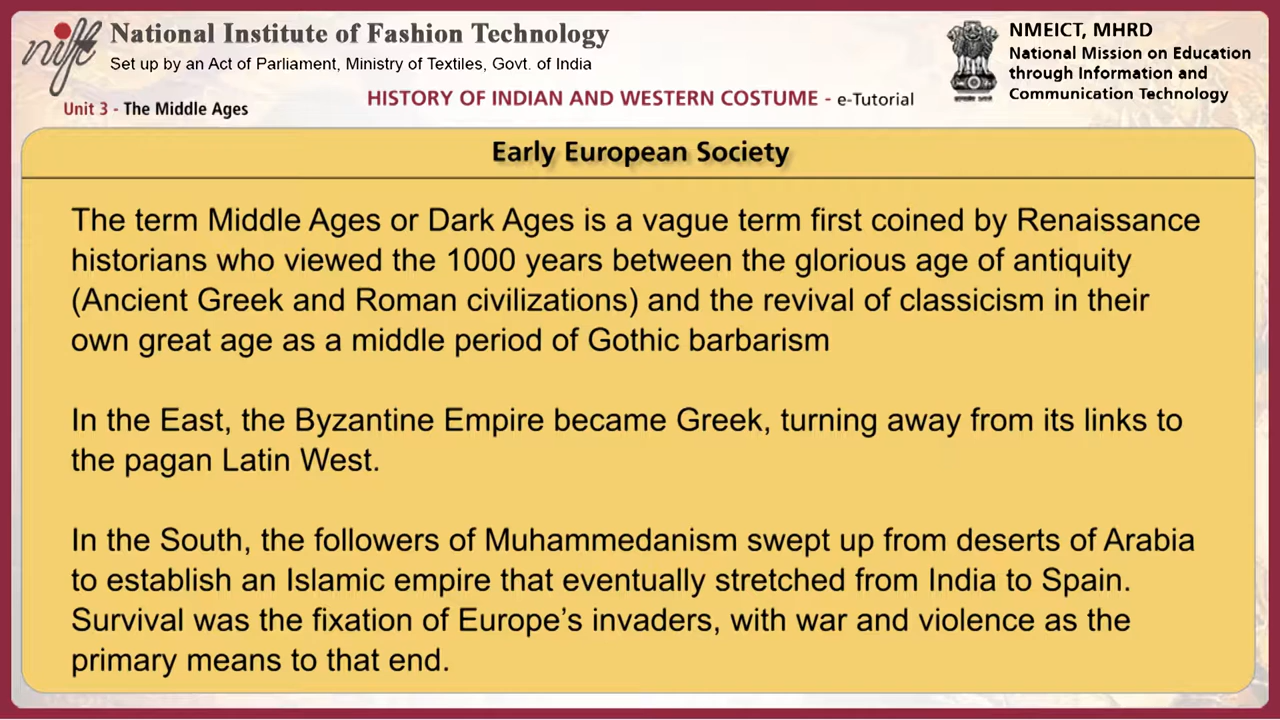 nift
National Institute of Fashion Technology
Set up by an Act of Parliament, Ministry of Textiles, Govt. of India
NMEICT, MHRD
National Mission on Education
through Information and
Communication Technology
Unit 3 - The Middle Ages
HISTORY OF INDIAN AND WESTERN COSTUME - e-Tutorial
Early European Society
The term Middle Ages or Dark Ages is a vague term first coined by Renaissance
historians who viewed the 1000 years between the glorious age of antiquity
(Ancient Greek and Roman civilizations) and the revival of classicism in their
own great age as a middle period of Gothic barbarism
In the East, the Byzantine Empire became Greek, turning away from its links to
the pagan Latin West.
In the South, the followers of Muhammedanism swept up from deserts of Arabia
to establish an Islamic empire that eventually stretched from India to Spain.
Survival was the fixation of Europe’s invaders, with war and violence as the
primary means to that end.